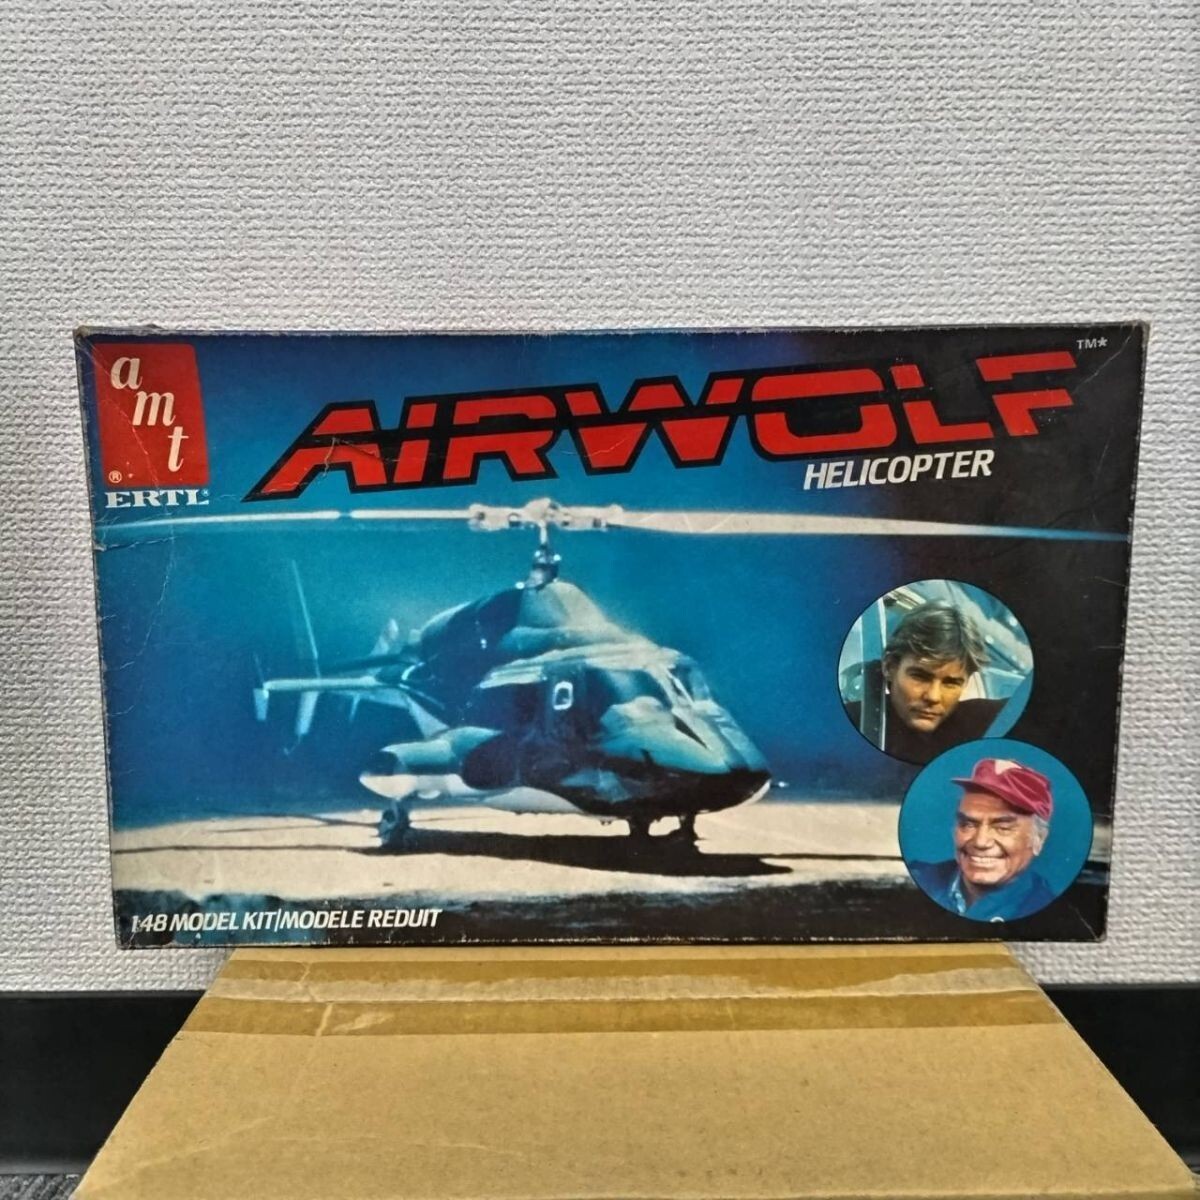 amt
®
ERTL®
AIRWOLF
TM*
HELICOPTER
1:48 MODEL KIT/MODELE REDUIT